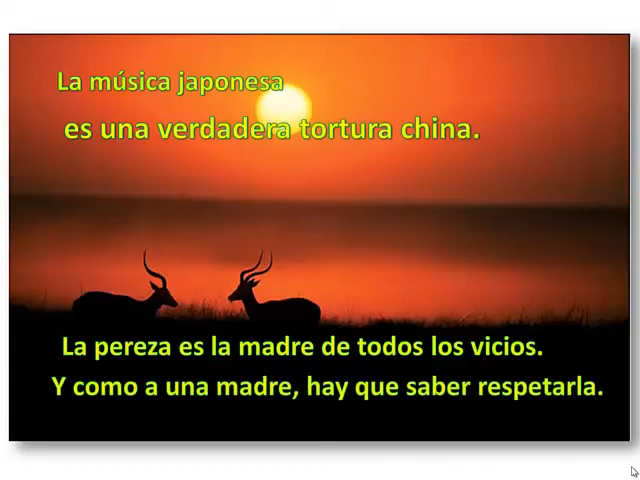 La música japonesa
es una verdadera tortura china.
La pereza es la madre de todos los vicios.
Y como a una madre, hay que saber respetarla.